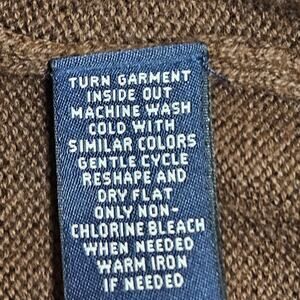 TURN GARMENT
INSIDE OUT
MACHINE WASH
COLD WITH
SIMILAR COLORS
GENTLE CYCLE
RESHAPE AND
DRY FLAT
ONLY NON-
CHLORINE BLEACH
WHEN NEEDED
WARM IRON
IF NEEDED